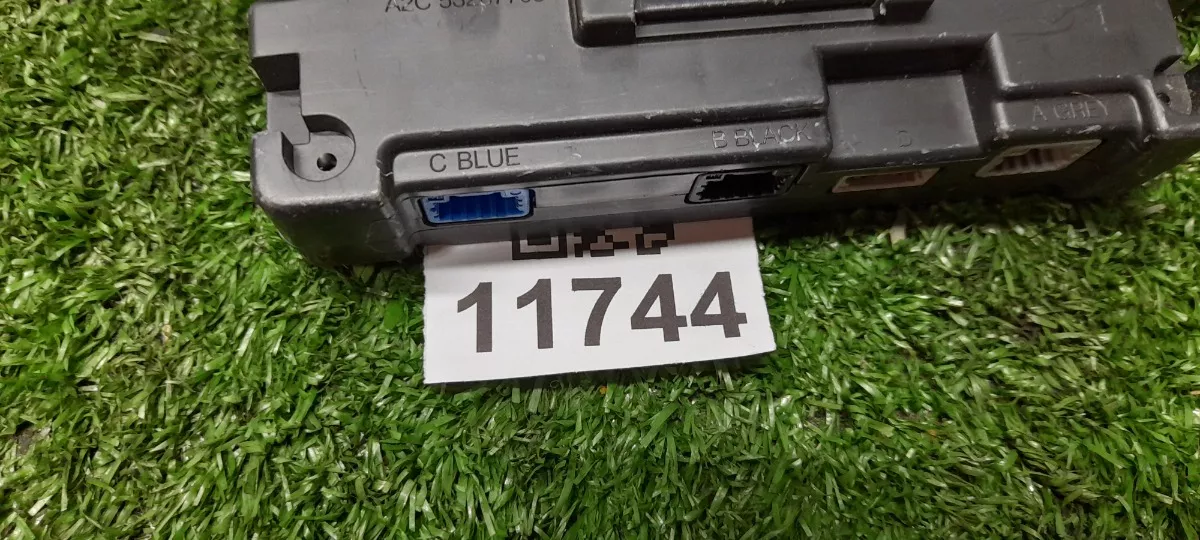 C BLUE
B BLACK
D
A GREY
11744